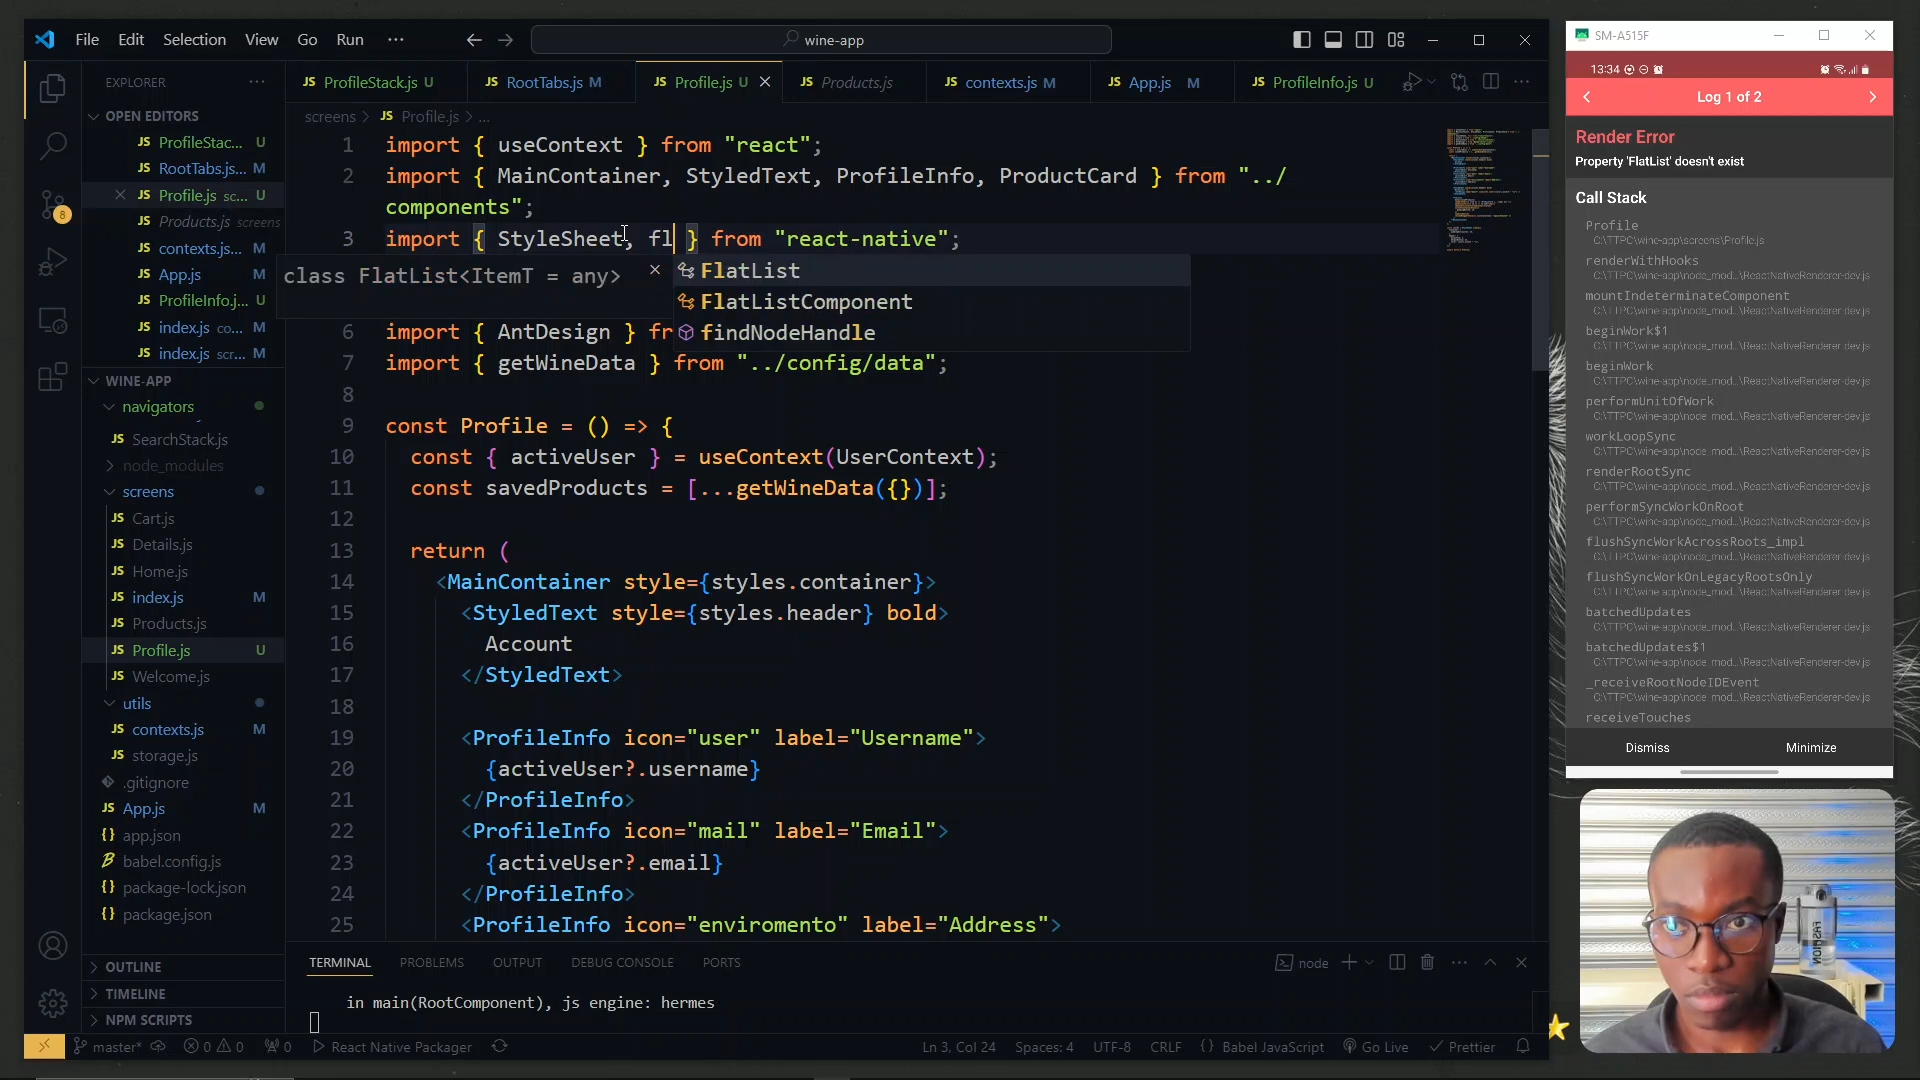 File Edit Selection View Go Run ··· wine-app
EXPLORER ···
OPEN EDITORS
JS ProfileStac... U
JS RootTabs.js... M
JS Profile.js sc... U
JS Products.js screens
JS contexts.js... M
JS App.js M
JS ProfileInfo.j... U
JS index.js co... M
JS index.js scr... M
WINE-APP
navigators
JS SearchStack.js
node_modules
screens
JS Cart.js
JS Details.js
JS Home.js
JS index.js M
JS Products.js
JS Profile.js U
JS Welcome.js
utils
JS contexts.js M
JS storage.js
.gitignore
JS App.js M
{} app.json
babel.config.js
{} package-lock.json
{} package.json
OUTLINE
TIMELINE
NPM SCRIPTS
8
JS ProfileStack.js U JS RootTabs.js M JS Profile.js U JS Products.js JS contexts.js M JS App.js M JS ProfileInfo.js U
screens > JS Profile.js > ...
1 import { useContext } from "react";
2 import { MainContainer, StyledText, ProfileInfo, ProductCard } from "../
components";
3 import { StyleSheet, fl } from "react-native";
class FlatList<ItemT = any>
FlatList
FlatListComponent
findNodeHandle
6 import { AntDesign } fr
7 import { getWineData } from "../config/data";
8
9 const Profile = () => {
10 const { activeUser } = useContext(UserContext);
11 const savedProducts = [...getWineData({})];
12
13 return (
14 <MainContainer style={styles.container}>
15 <StyledText style={styles.header} bold>
16 Account
17 </StyledText>
18
19 <ProfileInfo icon="user" label="Username">
20 {activeUser?.username}
21 </ProfileInfo>
22 <ProfileInfo icon="mail" label="Email">
23 {activeUser?.email}
24 </ProfileInfo>
25 <ProfileInfo icon="enviromento" label="Address">
TERMINAL PROBLEMS OUTPUT DEBUG CONSOLE PORTS node
in main(RootComponent), js engine: hermes
master* 0 0 0 React Native Packager Ln 3, Col 24 Spaces: 4 UTF-8 CRLF {} Babel JavaScript Go Live Prettier
SM-A515F
13:34
Log 1 of 2
Render Error
Property 'FlatList' doesn't exist
Call Stack
Profile
C:\TTPC\wine-app\screens\Profile.js
renderWithHooks
C:\TTPC\wine-app\node_mod...\ReactNativeRenderer-dev.js
mountIndeterminateComponent
C:\TTPC\wine-app\node_mod...\ReactNativeRenderer-dev.js
beginWork$1
C:\TTPC\wine-app\node_mod...\ReactNativeRenderer-dev.js
beginWork
C:\TTPC\wine-app\node_mod...\ReactNativeRenderer-dev.js
performUnitOfWork
C:\TTPC\wine-app\node_mod...\ReactNativeRenderer-dev.js
workLoopSync
C:\TTPC\wine-app\node_mod...\ReactNativeRenderer-dev.js
renderRootSync
C:\TTPC\wine-app\node_mod...\ReactNativeRenderer-dev.js
performSyncWorkOnRoot
C:\TTPC\wine-app\node_mod...\ReactNativeRenderer-dev.js
flushSyncWorkAcrossRoots_impl
C:\TTPC\wine-app\node_mod...\ReactNativeRenderer-dev.js
flushSyncWorkOnLegacyRootsOnly
C:\TTPC\wine-app\node_mod...\ReactNativeRenderer-dev.js
batchedUpdates
C:\TTPC\wine-app\node_mod...\ReactNativeRenderer-dev.js
batchedUpdates$1
C:\TTPC\wine-app\node_mod...\ReactNativeRenderer-dev.js
_receiveRootNodeIDEvent
C:\TTPC\wine-app\node_mod...\ReactNativeRenderer-dev.js
receiveTouches
Dismiss Minimize
FASHION